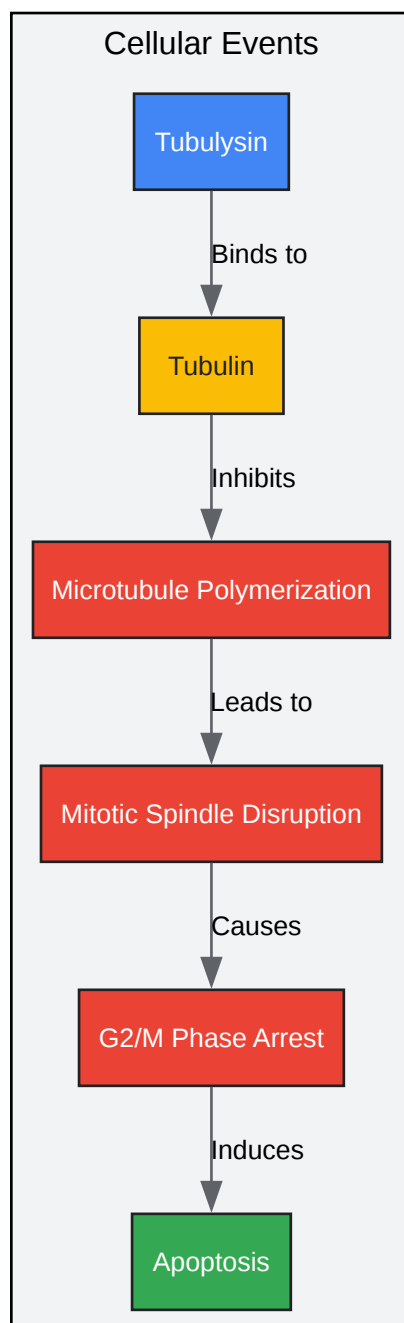 Cellular Events
Tubulysin
Binds to
Tubulin
Inhibits
Microtubule Polymerization
Leads to
Mitotic Spindle Disruption
Causes
G2/M Phase Arrest
Induces
Apoptosis